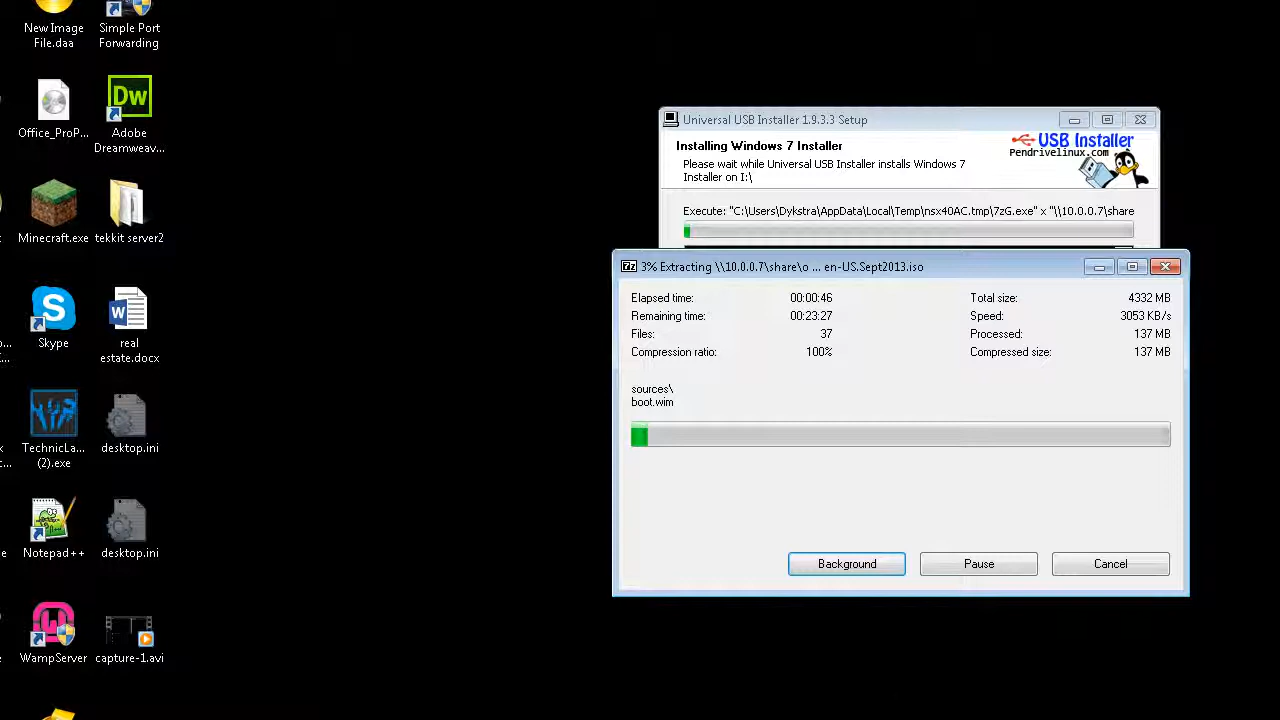 New Image
File.daa
Simple Port
Forwarding
Office_ProP...
Dw
Adobe
Dreamweav...
Minecraft.exe
tekkit server2
Skype
real
estate.docx
TechnicLa...
(2).exe
desktop.ini
Notepad++
desktop.ini
WampServer
capture-1.avi
Universal USB Installer 1.9.3.3 Setup
Installing Windows 7 Installer
Please wait while Universal USB Installer installs Windows 7
Installer on I:\
USB Installer
Pendrivelinux.com
Execute: "C:\Users\Dykstra\AppData\Local\Temp\nsx40AC.tmp\7zG.exe" x "\\10.0.0.7\share
7z 3% Extracting \\10.0.0.7\share\o ... en-US.Sept2013.iso
Elapsed time: 00:00:46 Total size: 4332 MB
Remaining time: 00:23:27 Speed: 3053 KB/s
Files: 37 Processed: 137 MB
Compression ratio: 100% Compressed size: 137 MB
sources\
boot.wim
Background Pause Cancel